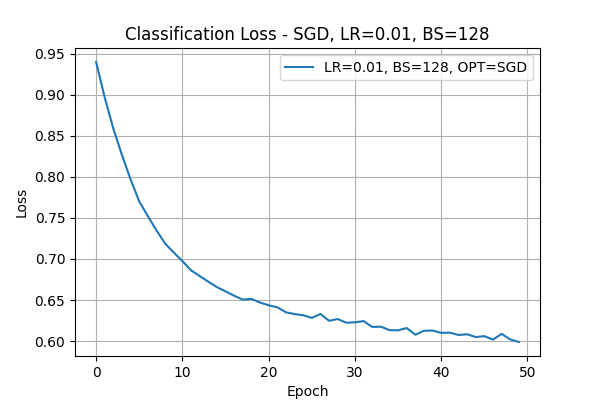 Classification Loss - SGD, LR=0.01, BS=128
LR=0.01, BS=128, OPT=SGD
0.95
0.90
0.85
0.80
0.75
0.70
0.65
0.60
Loss
0 10 20 30 40 50
Epoch